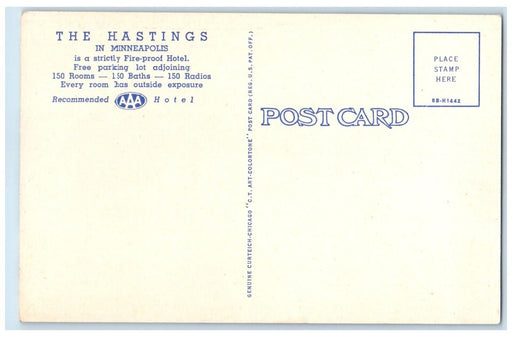 THE HASTINGS
IN MINNEAPOLIS
is a strictly Fire-proof Hotel.
Free parking lot adjoining
150 Rooms — 150 Baths — 150 Radios
Every room has outside exposure
Recommended AAA Hotel
GENUINE CURTEICH-CHICAGO "C.T. ART-COLORTONE" POST CARD (REG. U.S. PAT. OFF.)
POST CARD
PLACE
STAMP
HERE
8B-H1442